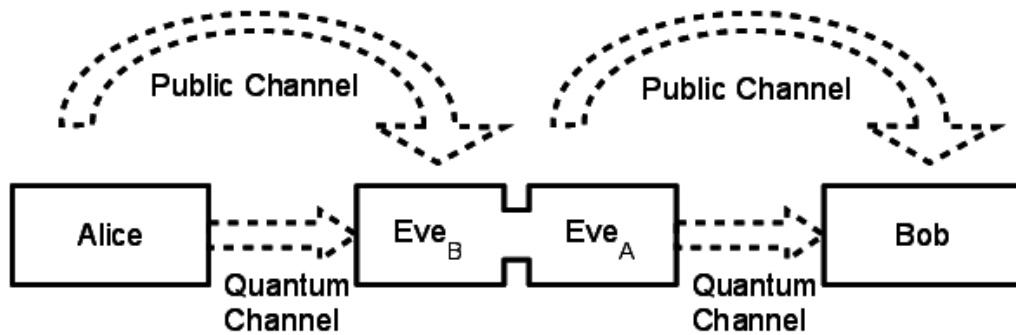 Public Channel
Public Channel
Alice
Eve_B
Eve_A
Bob
Quantum
Channel
Quantum
Channel